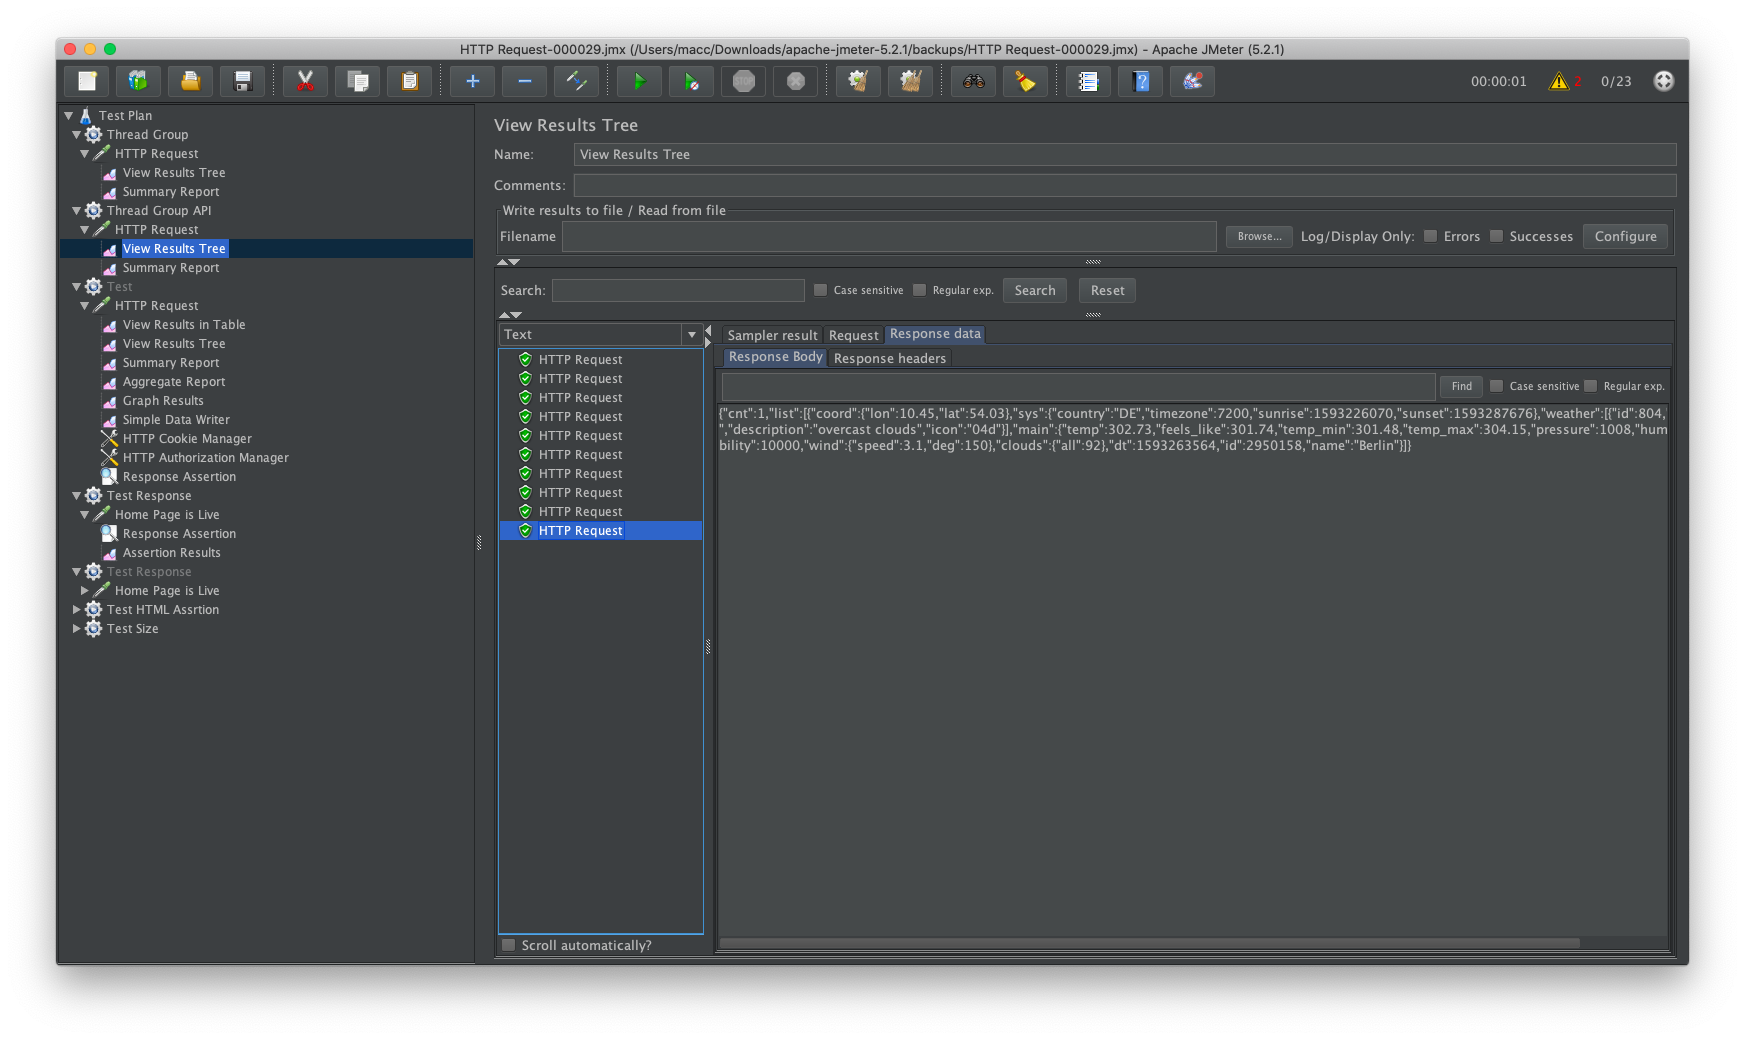 HTTP Request-000029.jmx (/Users/macc/Downloads/apache-jmeter-5.2.1/backups/HTTP Request-000029.jmx) - Apache JMeter (5.2.1)
STOP
00:00:01 2 0/23
Test Plan
Thread Group
HTTP Request
View Results Tree
Summary Report
Thread Group API
HTTP Request
View Results Tree
Summary Report
Test
HTTP Request
View Results in Table
View Results Tree
Summary Report
Aggregate Report
Graph Results
Simple Data Writer
HTTP Cookie Manager
HTTP Authorization Manager
Response Assertion
Test Response
Home Page is Live
Response Assertion
Assertion Results
Test Response
Home Page is Live
Test HTML Assrtion
Test Size
View Results Tree
Name: View Results Tree
Comments:
Write results to file / Read from file
Filename Browse... Log/Display Only: Errors Successes Configure
Search: Case sensitive Regular exp. Search Reset
Text
HTTP Request
HTTP Request
HTTP Request
HTTP Request
HTTP Request
HTTP Request
HTTP Request
HTTP Request
HTTP Request
HTTP Request
Scroll automatically?
Sampler result Request Response data
Response Body Response headers
Find Case sensitive Regular exp.
{"cnt":1,"list":[{"coord":{"lon":10.45,"lat":54.03},"sys":{"country":"DE","timezone":7200,"sunrise":1593226070,"sunset":1593287676},"weather":[{"id":804,
","description":"overcast clouds","icon":"04d"}],"main":{"temp":302.73,"feels_like":301.74,"temp_min":301.48,"temp_max":304.15,"pressure":1008,"hum
bility":10000,"wind":{"speed":3.1,"deg":150},"clouds":{"all":92},"dt":1593263564,"id":2950158,"name":"Berlin"}]}